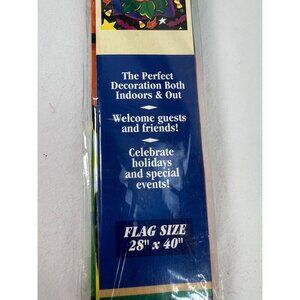 The Perfect
Decoration Both
Indoors & Out
Welcome guests
and friends!
Celebrate
holidays
and special
events!
FLAG SIZE
28" x 40"